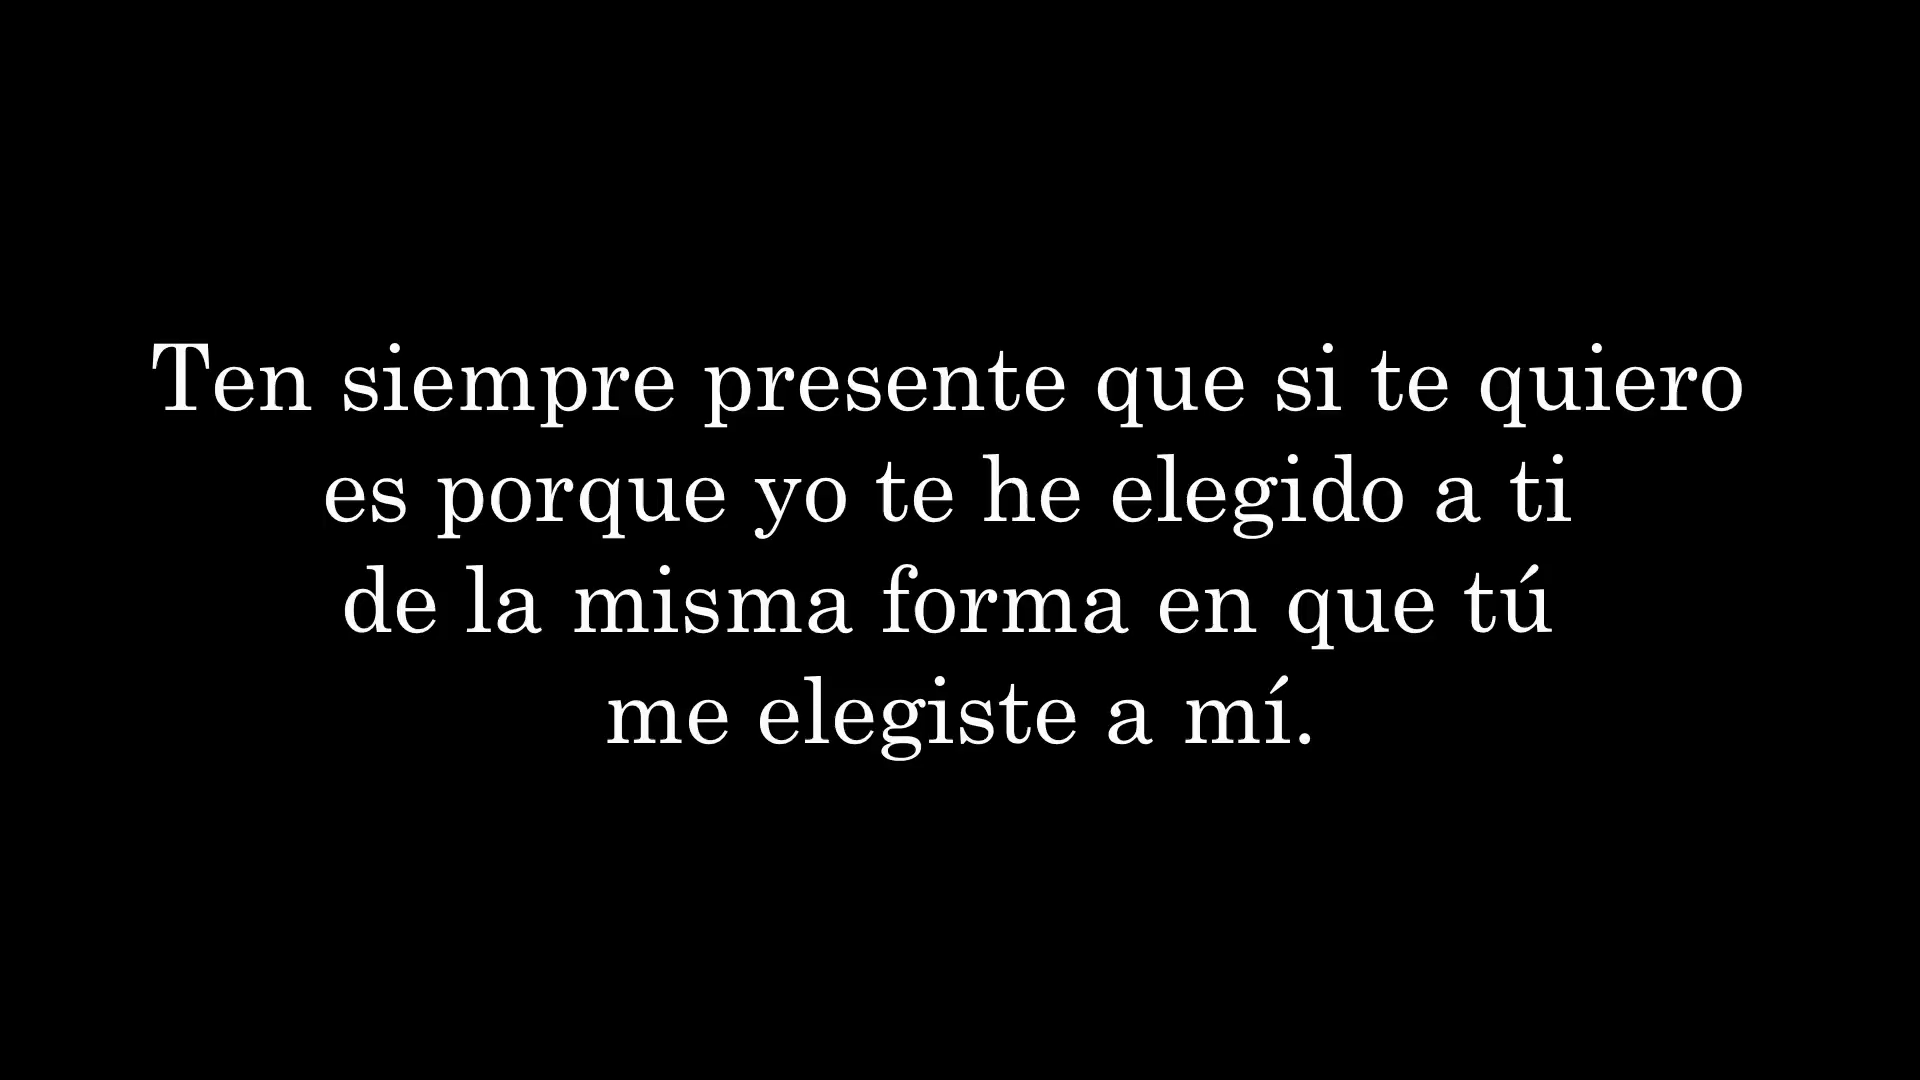 Ten siempre presente que si te quiero
es porque yo te he elegido a ti
de la misma forma en que tú
me elegiste a mí.